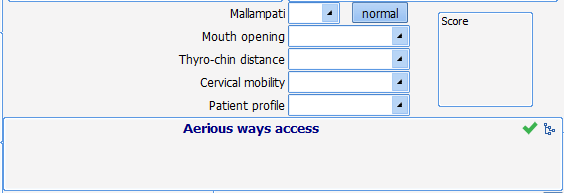 Mallampati normal
Score
Mouth opening
Thyro-chin distance
Cervical mobility
Patient profile
Aerious ways access